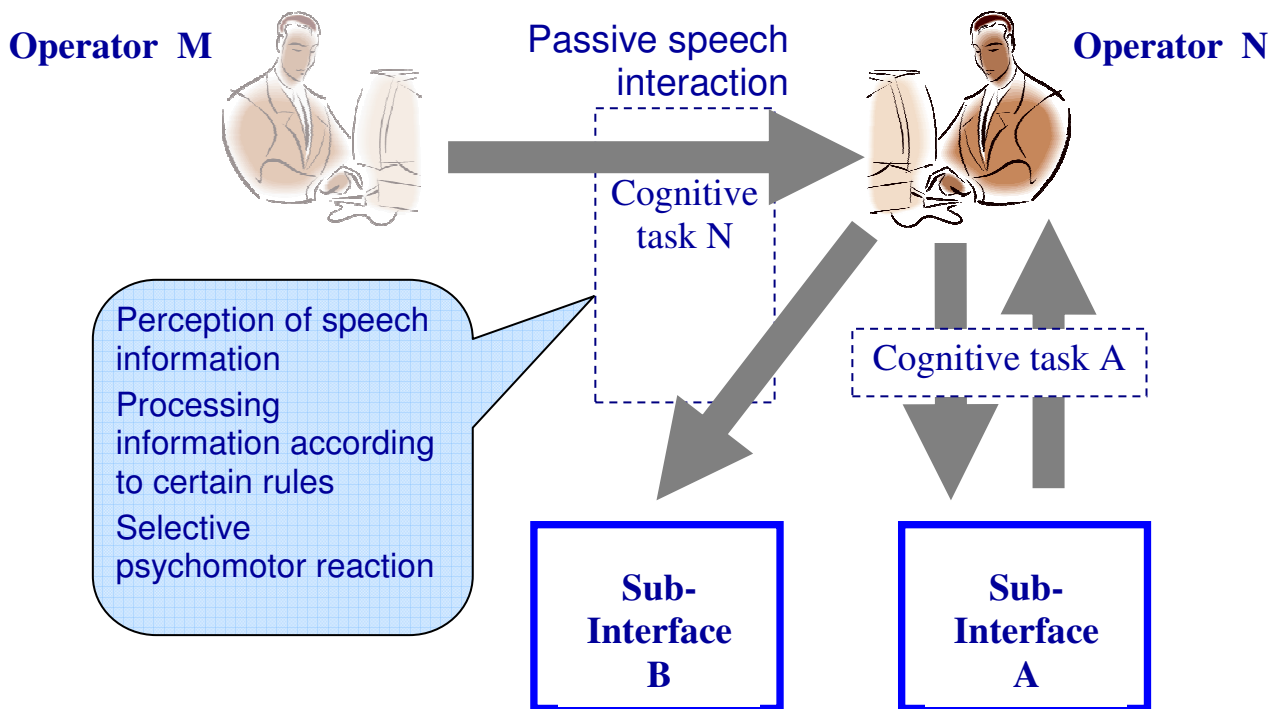 Operator M
Passive speech
interaction
Operator N
Cognitive
task N
Perception of speech
information
Processing
information according
to certain rules
Selective
psychomotor reaction
Cognitive task A
Sub-
Interface
B
Sub-
Interface
A